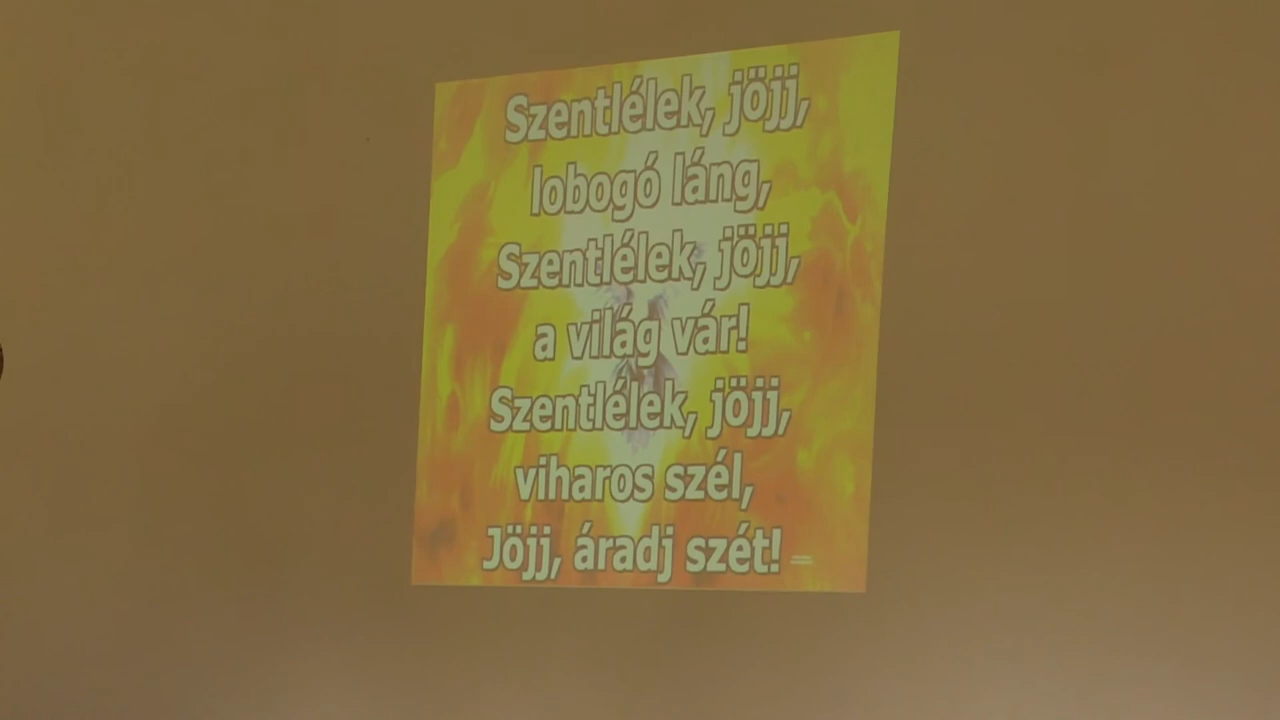 Szentlélek, jöjj,
lobogó láng,
Szentlélek, jöjj,
a világ vár!
Szentlélek, jöjj,
viharos szél,
Jöjj, áradj szét!